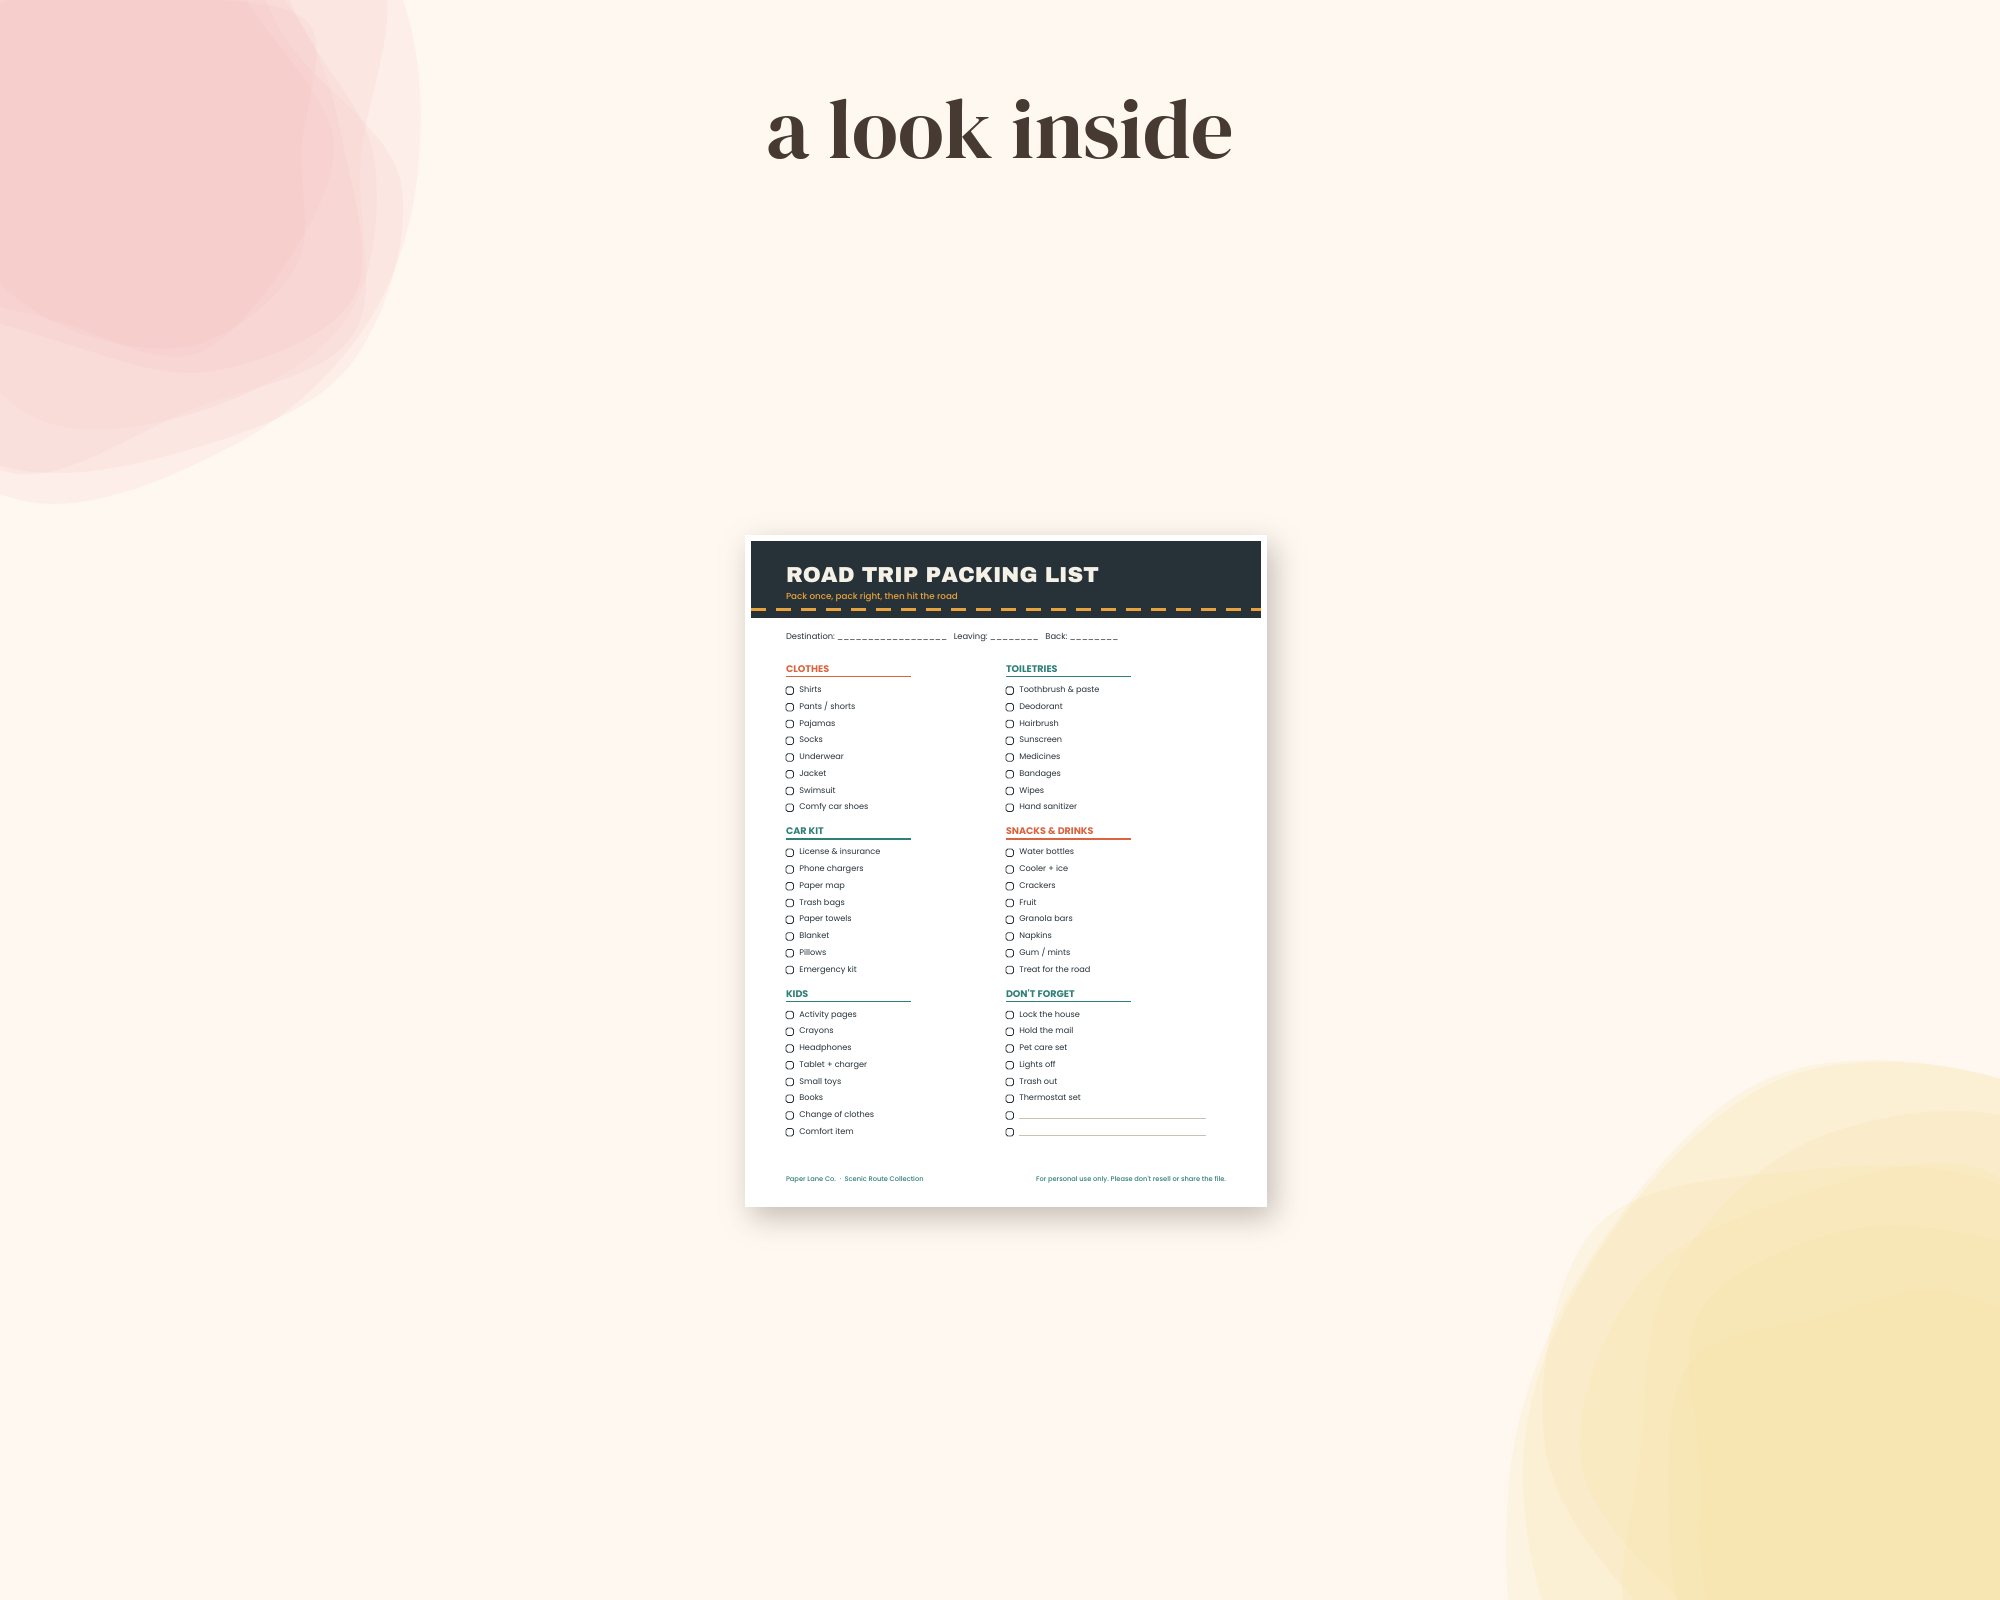 a look inside
ROAD TRIP PACKING LIST
Pack once, pack right, then hit the road
Destination: __________________ Leaving: ________ Back: ________
CLOTHES
Shirts
Pants / shorts
Pajamas
Socks
Underwear
Jacket
Swimsuit
Comfy car shoes
TOILETRIES
Toothbrush & paste
Deodorant
Hairbrush
Sunscreen
Medicines
Bandages
Wipes
Hand sanitizer
CAR KIT
License & insurance
Phone chargers
Paper map
Trash bags
Paper towels
Blanket
Pillows
Emergency kit
SNACKS & DRINKS
Water bottles
Cooler + ice
Crackers
Fruit
Granola bars
Napkins
Gum / mints
Treat for the road
KIDS
Activity pages
Crayons
Headphones
Tablet + charger
Small toys
Books
Change of clothes
Comfort item
DON'T FORGET
Lock the house
Hold the mail
Pet care set
Lights off
Trash out
Thermostat set
Paper Lane Co. · Scenic Route Collection
For personal use only. Please don't resell or share the file.